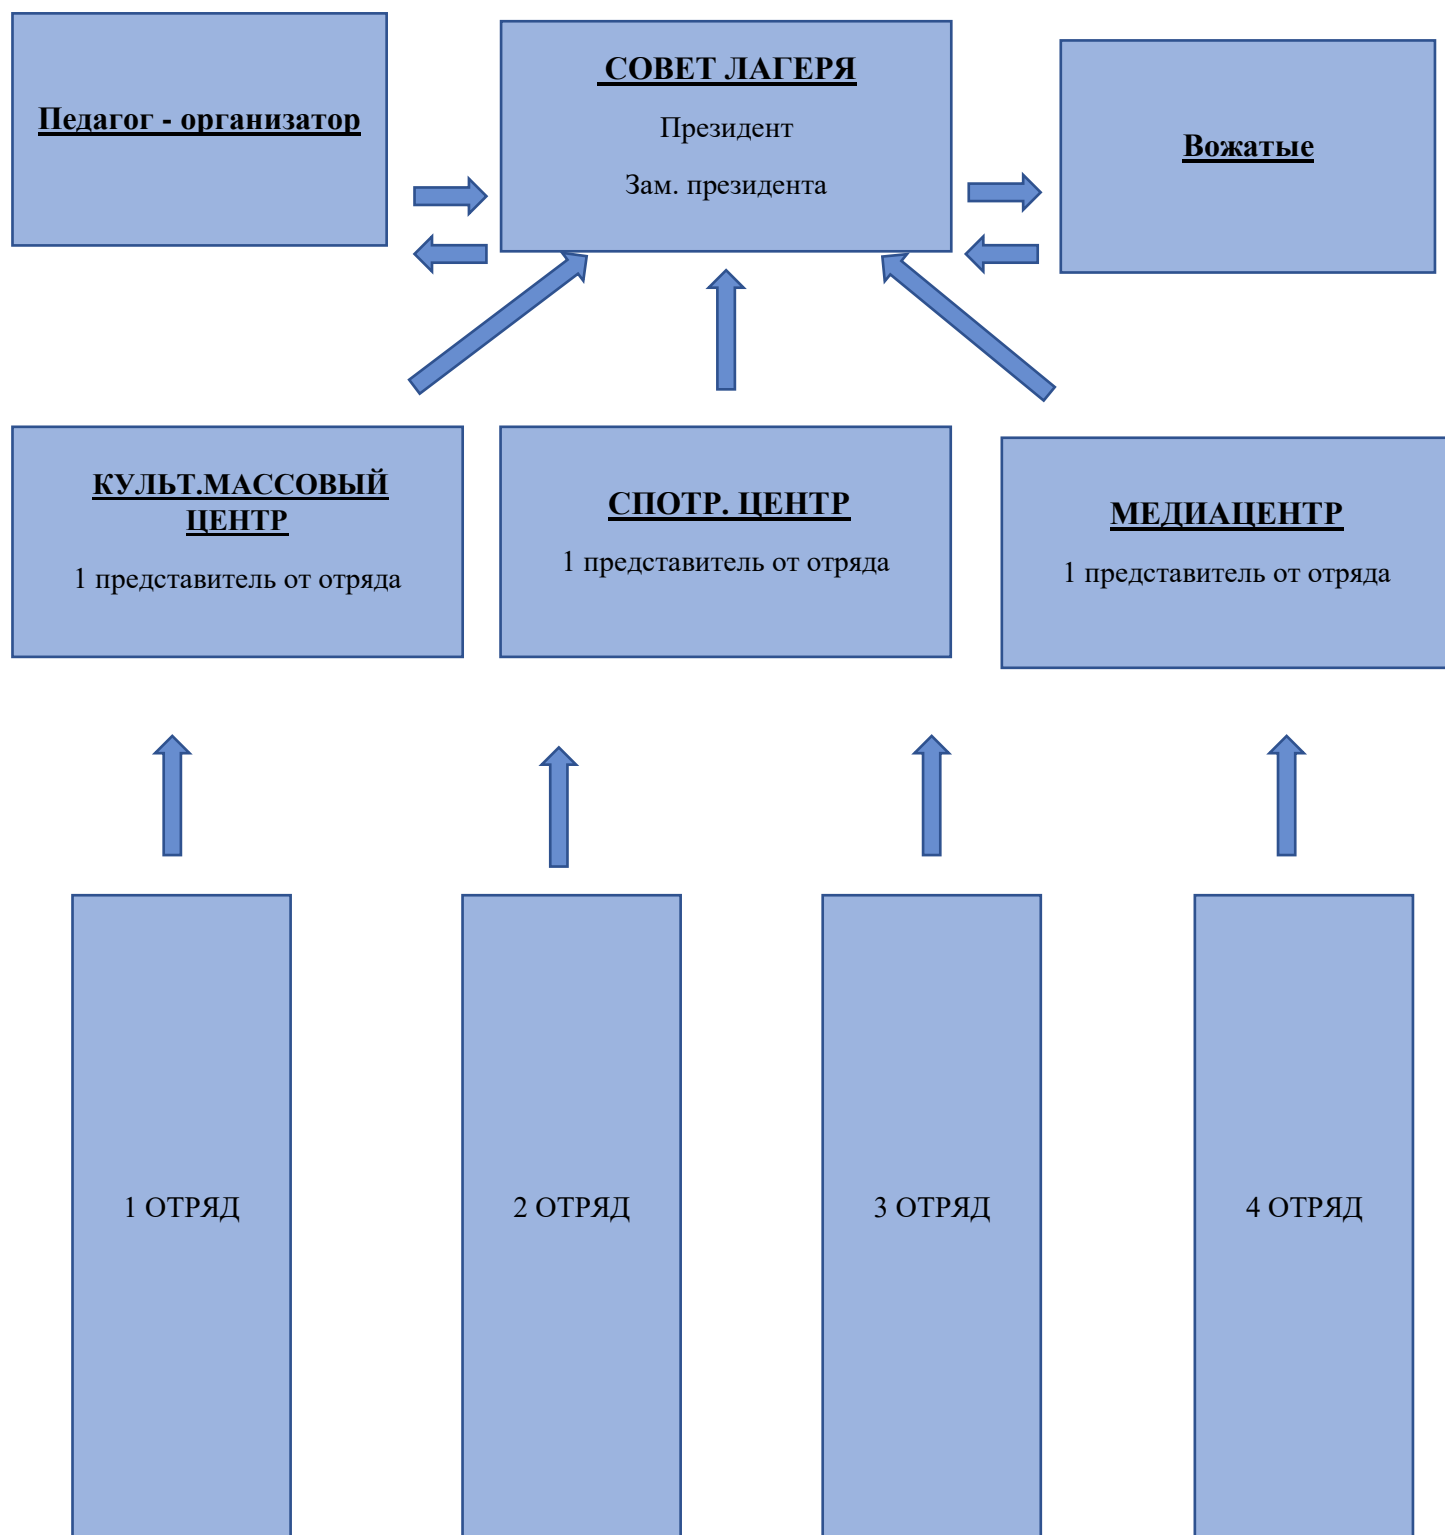 Педагог - организатор
СОВЕТ ЛАГЕРЯ
Президент
Зам. президента
Вожатые
КУЛЬТ.МАССОВЫЙ
ЦЕНТР
1 представитель от отряда
СПОТР. ЦЕНТР
1 представитель от отряда
МЕДИАЦЕНТР
1 представитель от отряда
1 ОТРЯД
2 ОТРЯД
3 ОТРЯД
4 ОТРЯД